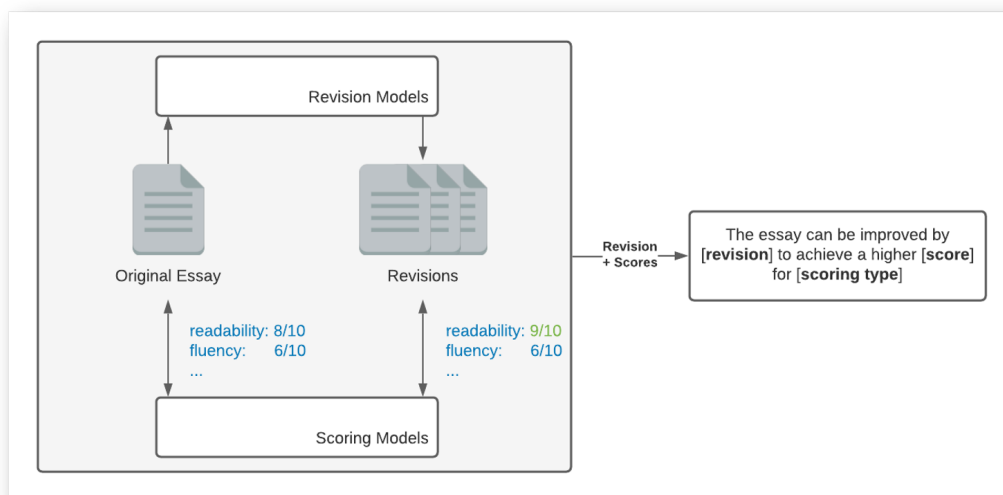 Revision Models
Original Essay
Revisions
readability: 8/10
fluency: 6/10
...
readability: 9/10
fluency: 6/10
...
Scoring Models
Revision
+ Scores
The essay can be improved by
[revision] to achieve a higher [score]
for [scoring type]